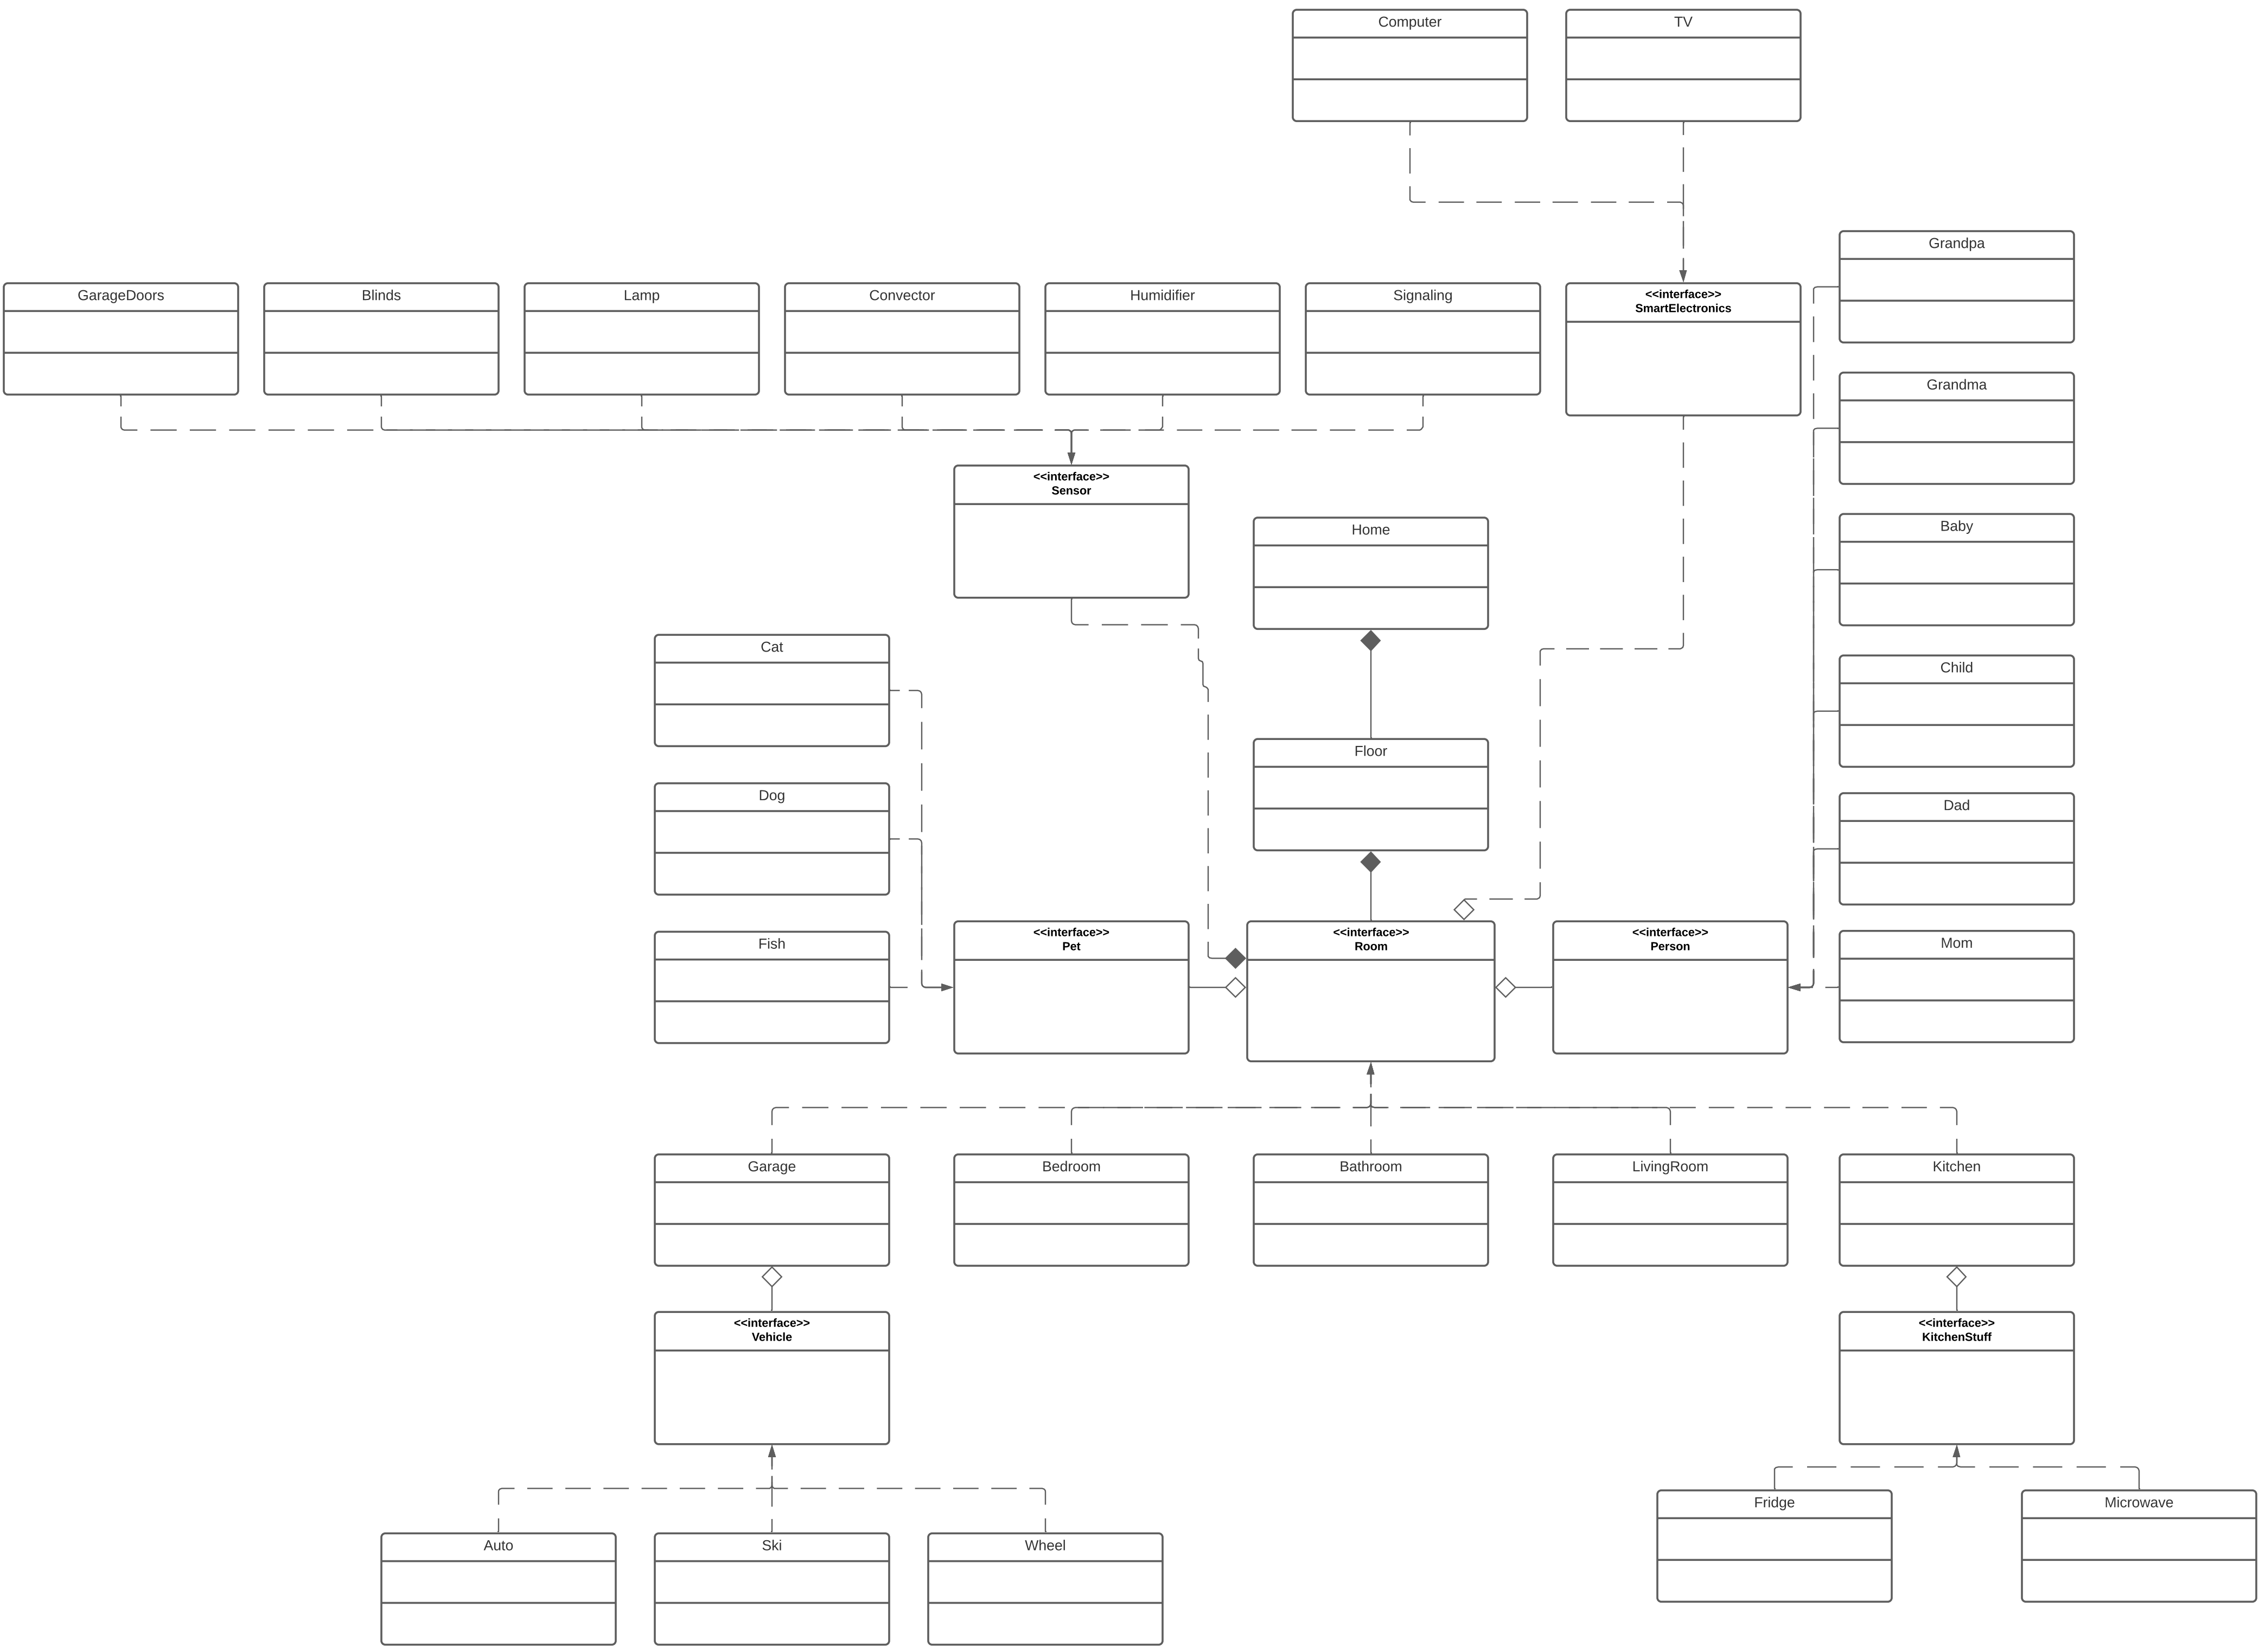 Computer
TV
Grandpa
GarageDoors
Blinds
Lamp
Convector
Humidifier
Signaling
<<interface>>
SmartElectronics
Grandma
<<interface>>
Sensor
Home
Baby
Cat
Child
Floor
Dog
Dad
Fish
<<interface>>
Pet
<<interface>>
Room
<<interface>>
Person
Mom
Garage
Bedroom
Bathroom
LivingRoom
Kitchen
<<interface>>
Vehicle
<<interface>>
KitchenStuff
Fridge
Microwave
Auto
Ski
Wheel